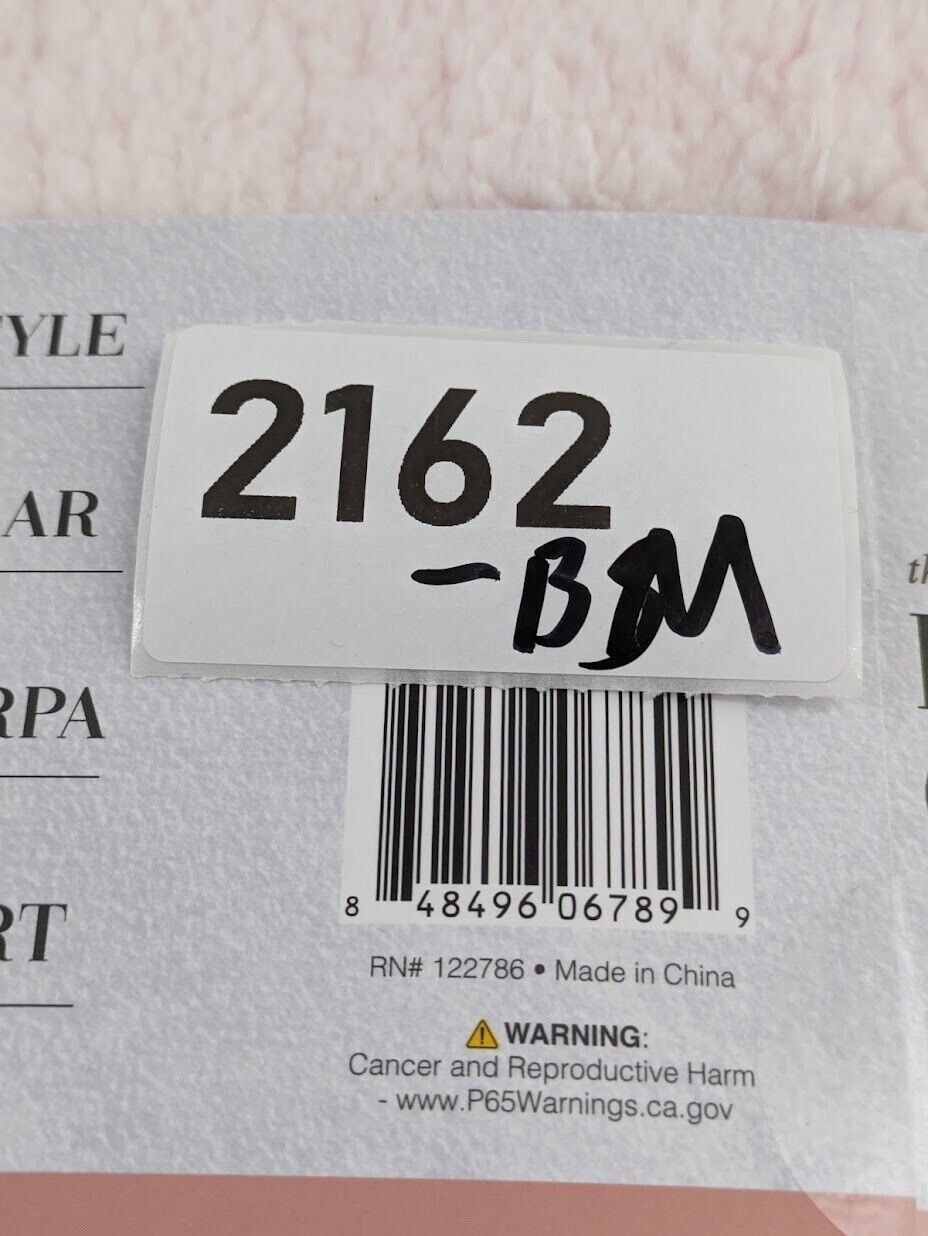 YLE
2162
AR
-BM
RPA
RT
8 48496 06789 9
RN# 122786 • Made in China
⚠ WARNING:
Cancer and Reproductive Harm
- www.P65Warnings.ca.gov